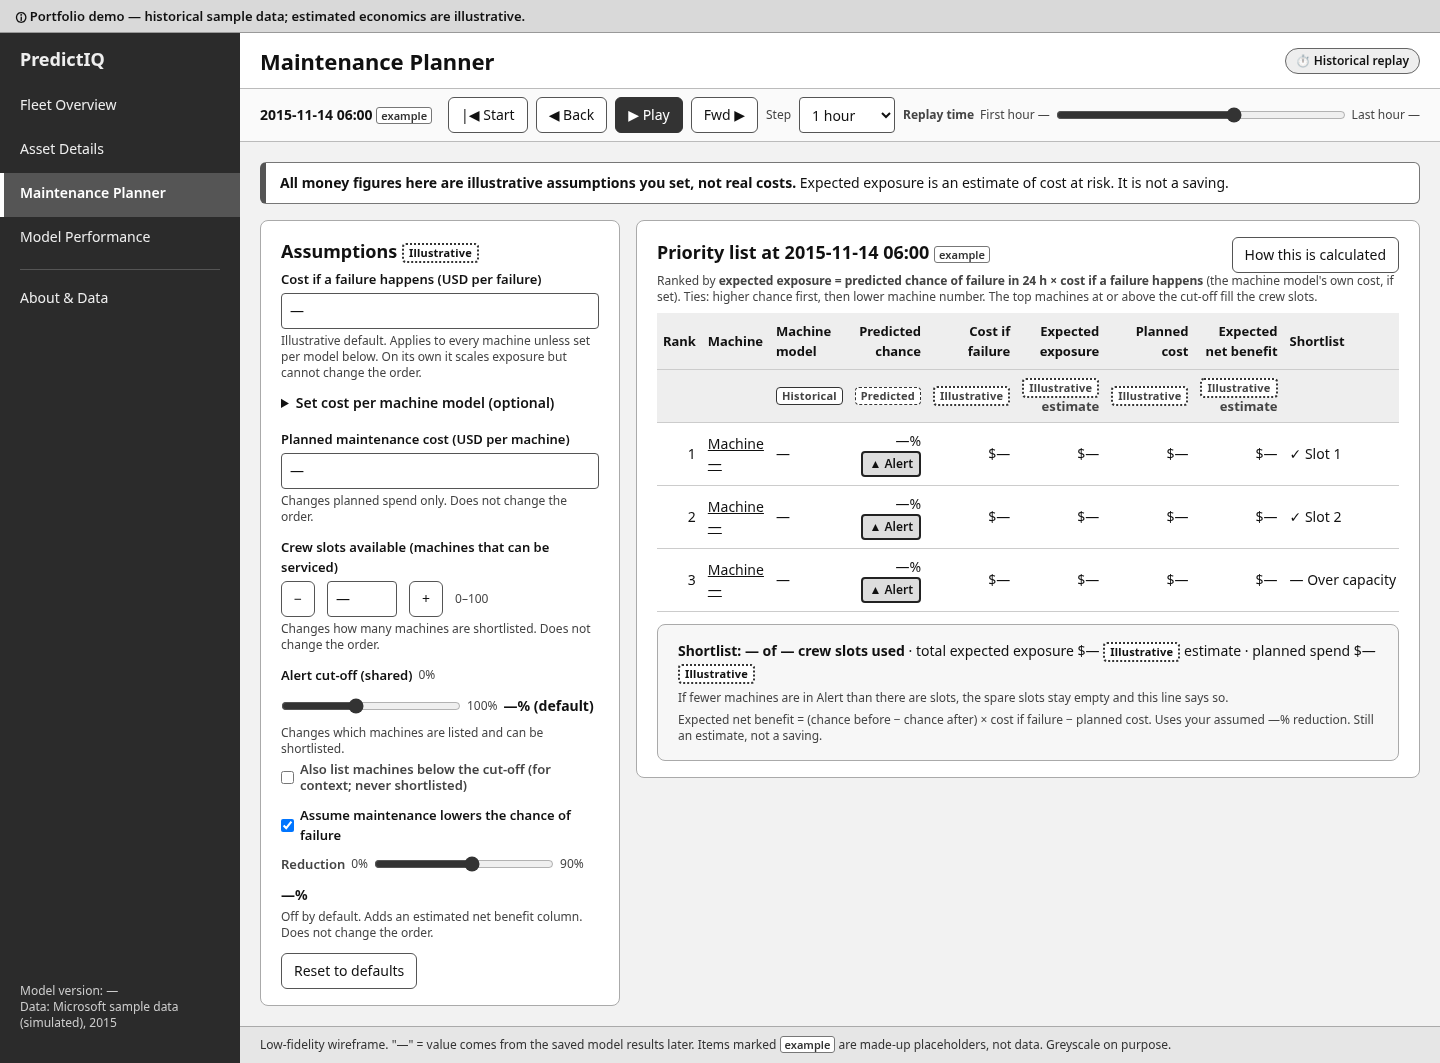 ⓘ Portfolio demo — historical sample data; estimated economics are illustrative.
PredictIQ
Fleet Overview
Asset Details
Maintenance Planner
Model Performance
About & Data
Model version: —
Data: Microsoft sample data
(simulated), 2015
Maintenance Planner
⏱ Historical replay
2015-11-14 06:00 example |◀ Start ◀ Back ▶ Play Fwd ▶ Step 1 hour Replay time First hour — Last hour —
All money figures here are illustrative assumptions you set, not real costs. Expected exposure is an estimate of cost at risk. It is not a saving.
Assumptions Illustrative
Cost if a failure happens (USD per failure)
—
Illustrative default. Applies to every machine unless set
per model below. On its own it scales exposure but
cannot change the order.
▶ Set cost per machine model (optional)
Planned maintenance cost (USD per machine)
—
Changes planned spend only. Does not change the
order.
Crew slots available (machines that can be
serviced)
− — + 0–100
Changes how many machines are shortlisted. Does not
change the order.
Alert cut-off (shared) 0%
100% —% (default)
Changes which machines are listed and can be
shortlisted.
Also list machines below the cut-off (for
context; never shortlisted)
Assume maintenance lowers the chance of
failure
Reduction 0% 90%
—%
Off by default. Adds an estimated net benefit column.
Does not change the order.
Reset to defaults
Priority list at 2015-11-14 06:00 example
How this is calculated
Ranked by expected exposure = predicted chance of failure in 24 h × cost if a failure happens (the machine model's own cost, if
set). Ties: higher chance first, then lower machine number. The top machines at or above the cut-off fill the crew slots.
Rank Machine Machine model Predicted chance Cost if failure Expected exposure Planned cost Expected net benefit Shortlist
Historical Predicted Illustrative Illustrative estimate Illustrative Illustrative estimate
1 Machine — — —% ▲ Alert $— $— $— $— ✓ Slot 1
2 Machine — — —% ▲ Alert $— $— $— $— ✓ Slot 2
3 Machine — — —% ▲ Alert $— $— $— $— — Over capacity
Shortlist: — of — crew slots used · total expected exposure $— Illustrative estimate · planned spend $—
Illustrative
If fewer machines are in Alert than there are slots, the spare slots stay empty and this line says so.
Expected net benefit = (chance before − chance after) × cost if failure − planned cost. Uses your assumed —% reduction. Still
an estimate, not a saving.
Low-fidelity wireframe. "—" = value comes from the saved model results later. Items marked example are made-up placeholders, not data. Greyscale on purpose.